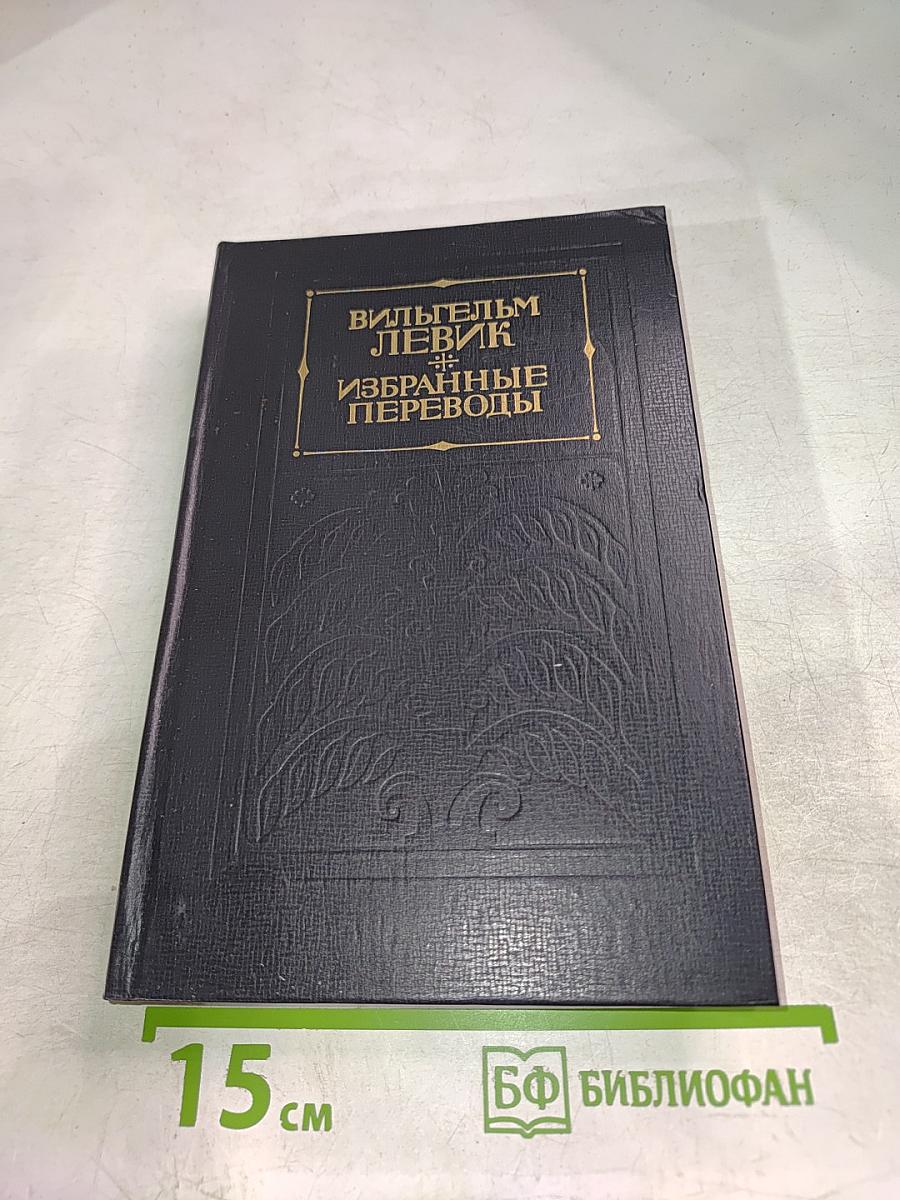 ВИЛЬГЕЛЬМ
ЛЕВИК
ИЗБРАННЫЕ
ПЕРЕВОДЫ
15 см
БФ БИБЛИОФАН